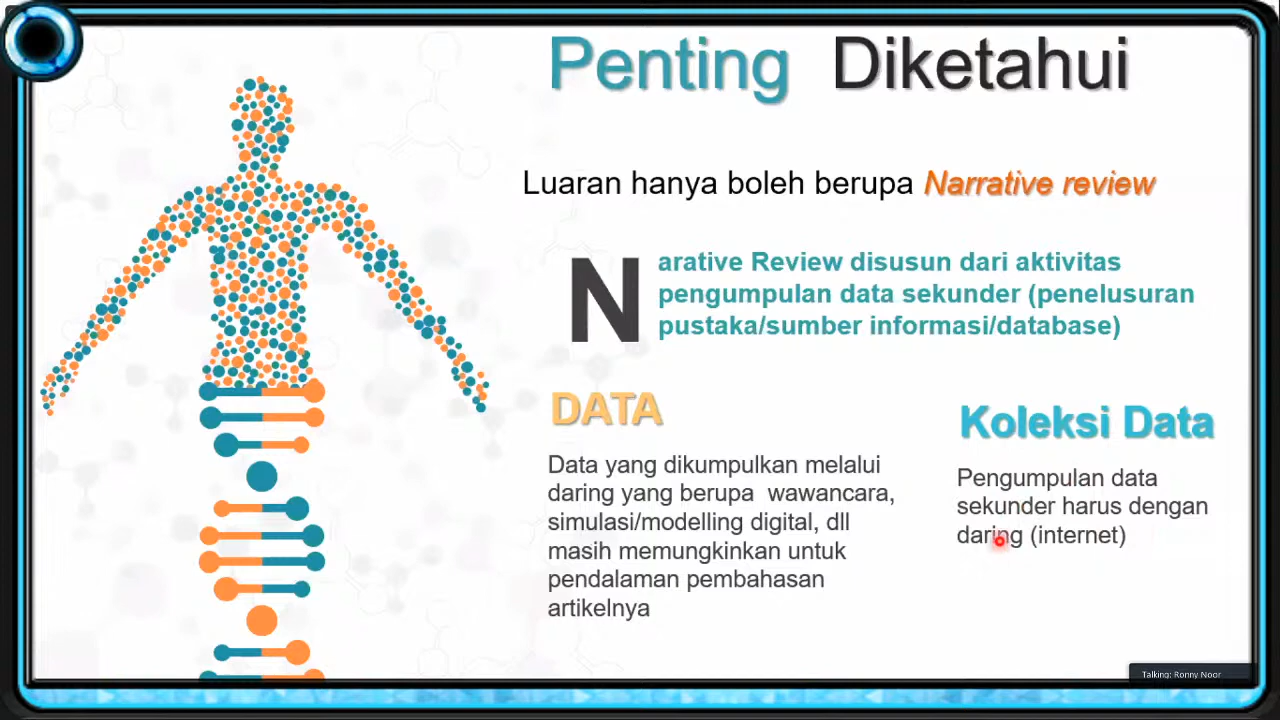 Penting Diketahui
Luaran hanya boleh berupa Narrative review
N
arative Review disusun dari aktivitas
pengumpulan data sekunder (penelusuran
pustaka/sumber informasi/database)
DATA
Data yang dikumpulkan melalui
daring yang berupa wawancara,
simulasi/modelling digital, dll
masih memungkinkan untuk
pendalaman pembahasan
artikelnya
Koleksi Data
Pengumpulan data
sekunder harus dengan
daring (internet)
Talking: Ronny Noor